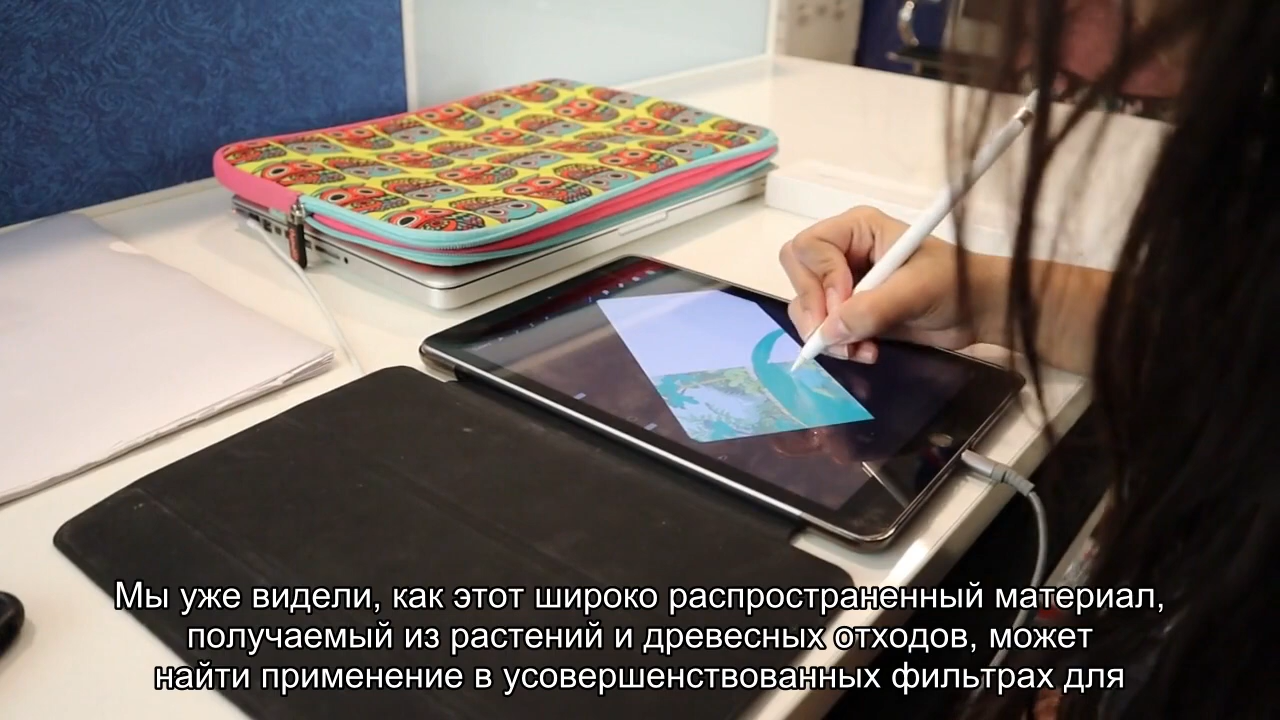 Мы уже видели, как этот широко распространенный материал,
получаемый из растений и древесных отходов, может
найти применение в усовершенствованных фильтрах для